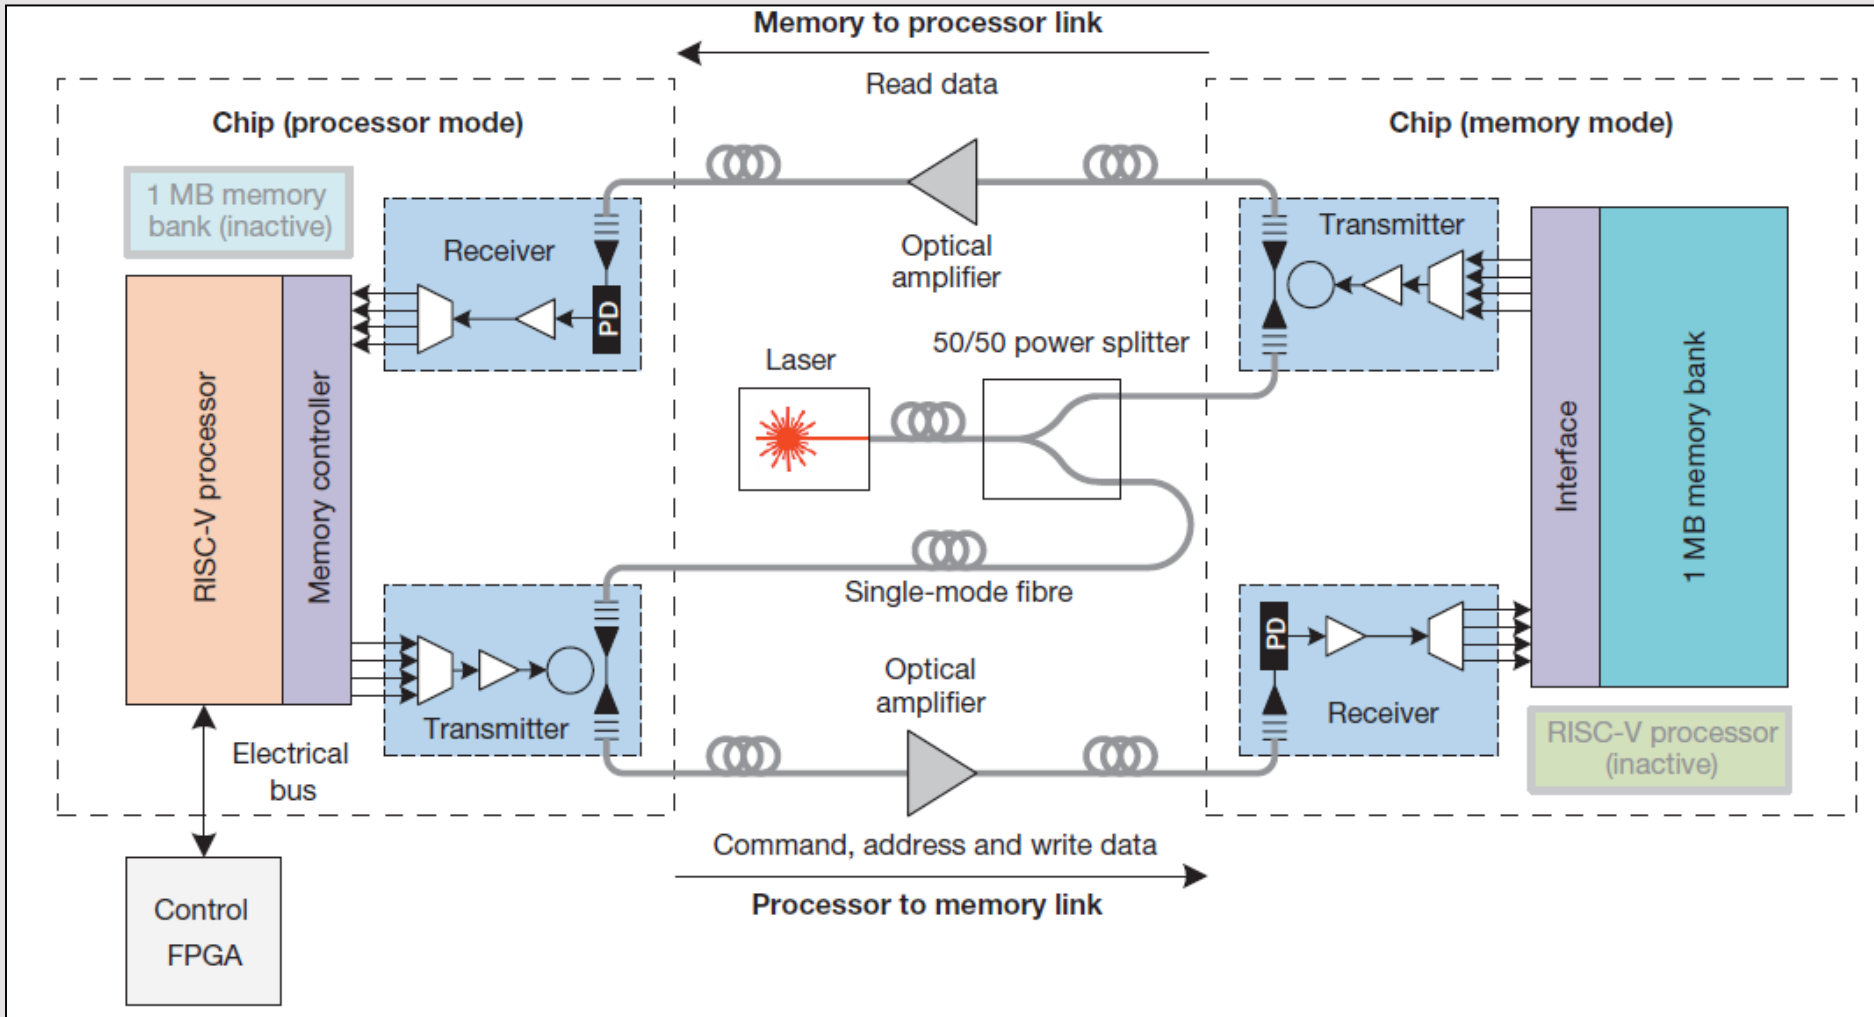 Memory to processor link
Read data
Chip (processor mode)
Chip (memory mode)
1 MB memory
bank (inactive)
Receiver
RISC-V processor
Memory controller
Optical
amplifier
Transmitter
Interface
1 MB memory bank
PD
Laser
50/50 power splitter
Single-mode fibre
Transmitter
Optical
amplifier
PD
Receiver
RISC-V processor
(inactive)
Electrical
bus
Command, address and write data
Processor to memory link
Control
FPGA